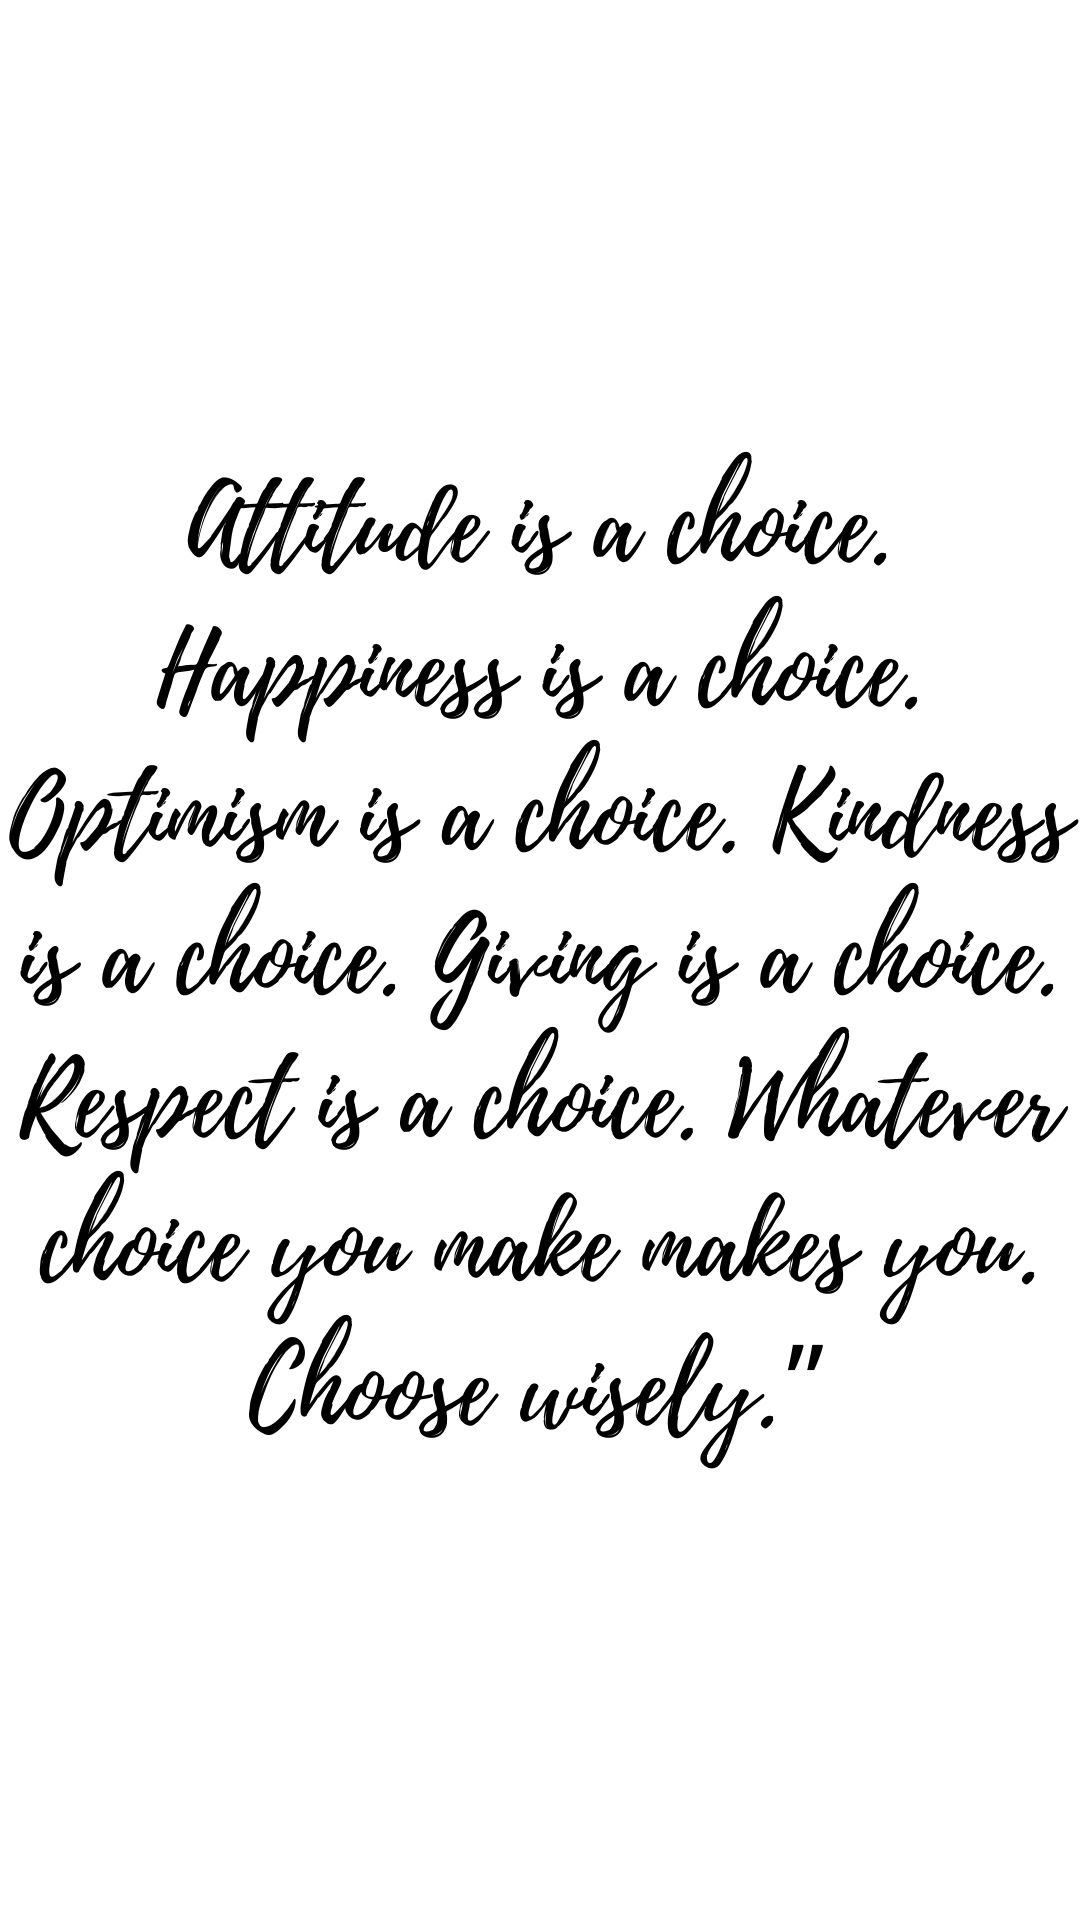 Attitude is a choice.
Happiness is a choice.
Optimism is a choice. Kindness
is a choice. Giving is a choice.
Respect is a choice. Whatever
choice you make makes you.
Choose wisely."